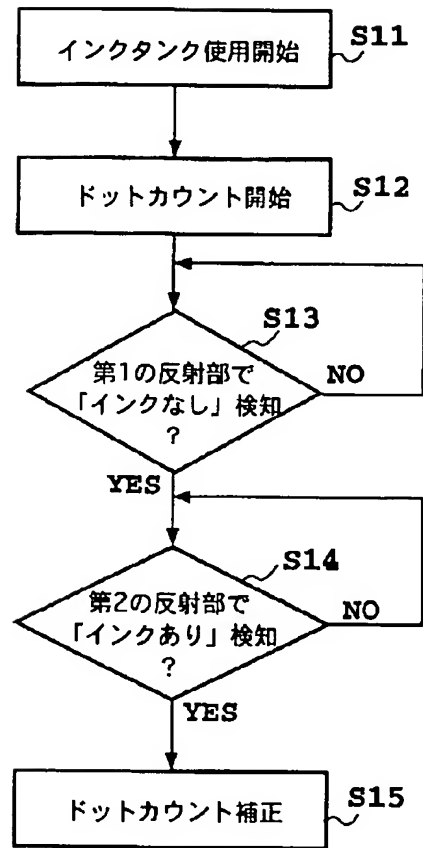 インクタンク使用開始
S11
ドットカウント開始
S12
S13
第1の反射部で
「インクなし」検知
?
NO
YES
S14
第2の反射部で
「インクあり」検知
?
NO
YES
ドットカウント補正
S15